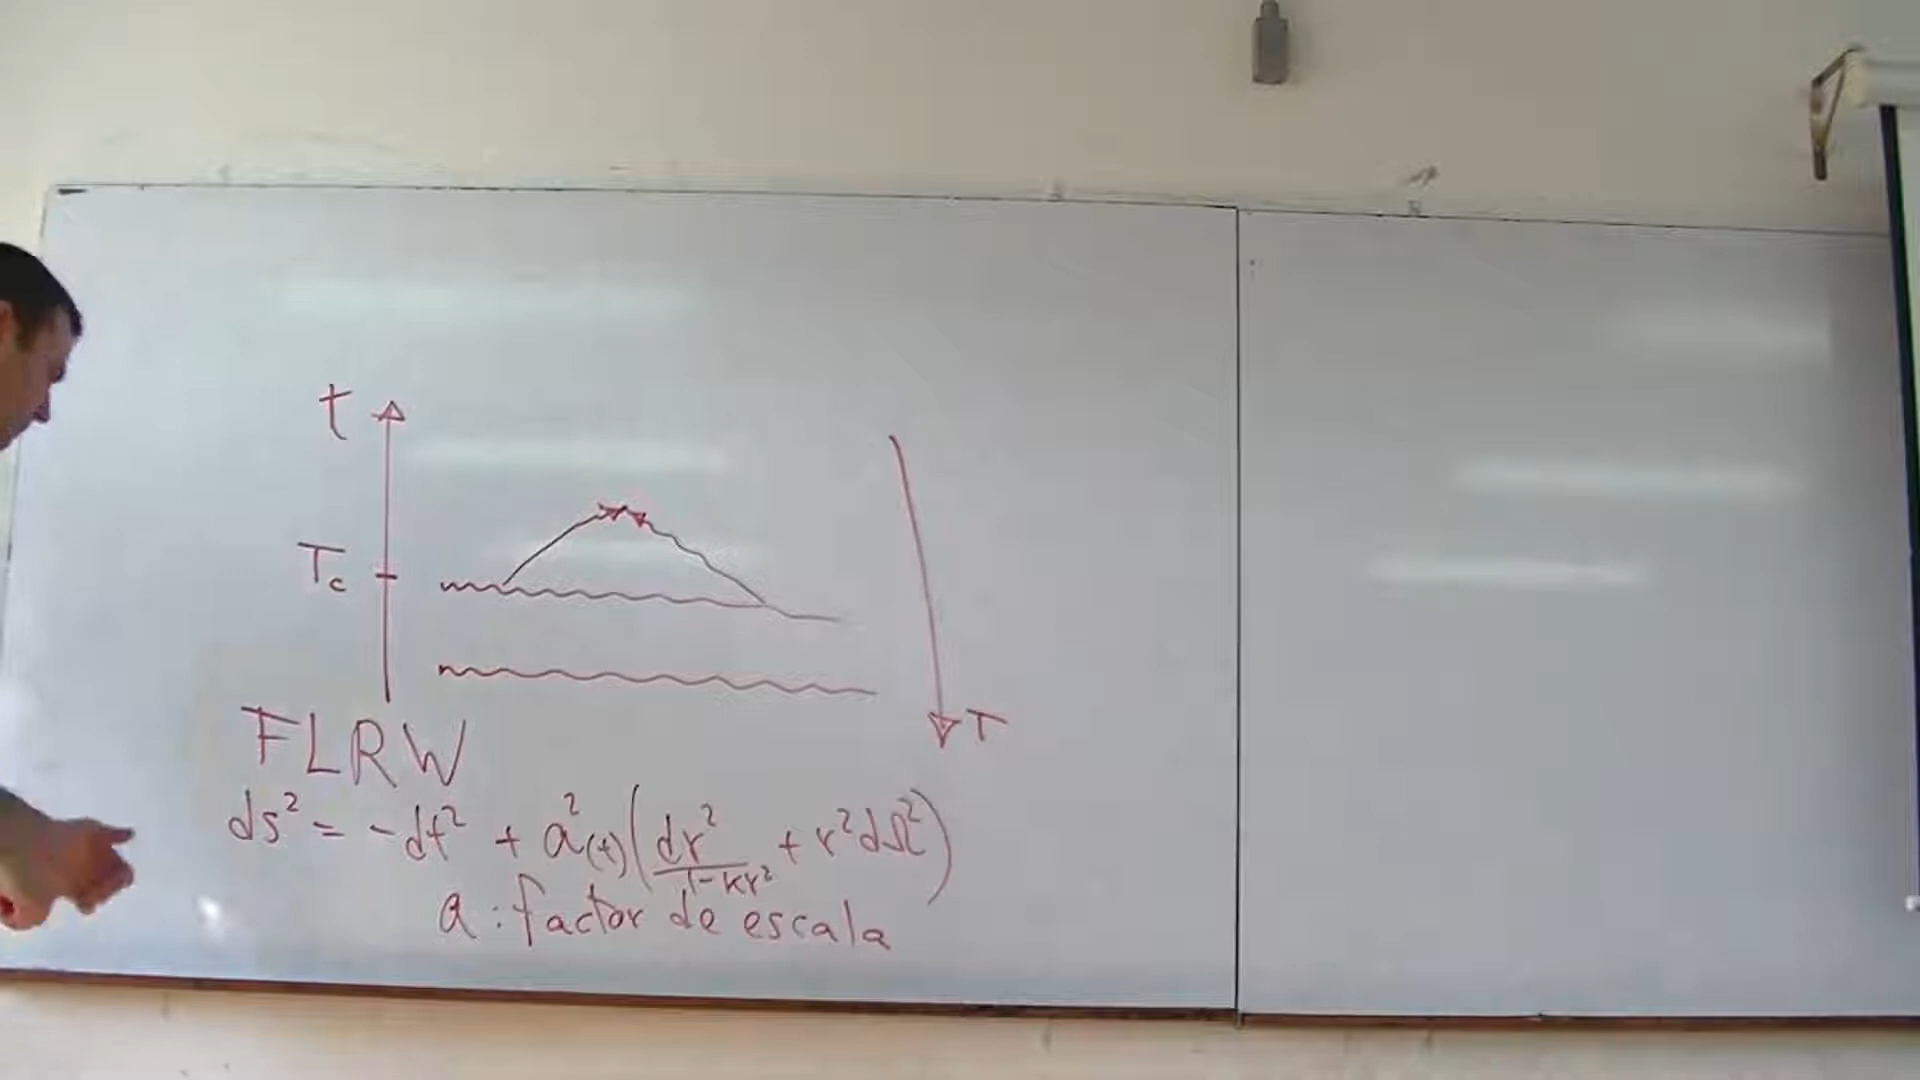 t
T_c
T
FLRW
ds² = -dt² + a²(t)(dr²/(1-kr²) + r²dΩ²)
a : factor de escala